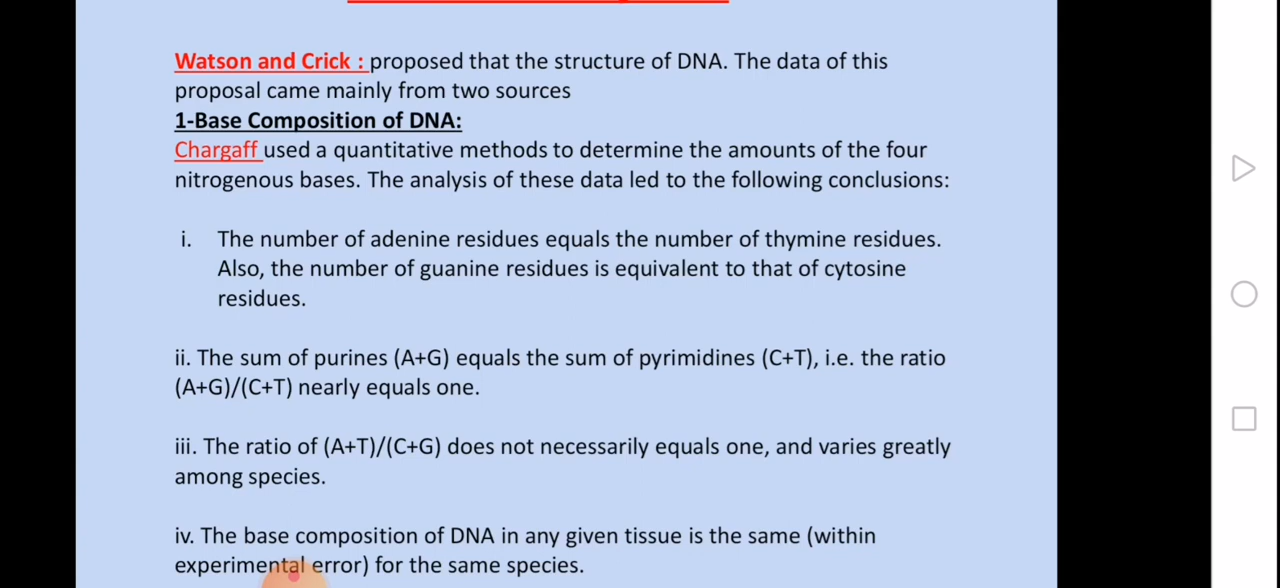 Watson and Crick : proposed that the structure of DNA. The data of this
proposal came mainly from two sources
1-Base Composition of DNA:
Chargaff used a quantitative methods to determine the amounts of the four
nitrogenous bases. The analysis of these data led to the following conclusions:
i. The number of adenine residues equals the number of thymine residues.
Also, the number of guanine residues is equivalent to that of cytosine
residues.
ii. The sum of purines (A+G) equals the sum of pyrimidines (C+T), i.e. the ratio
(A+G)/(C+T) nearly equals one.
iii. The ratio of (A+T)/(C+G) does not necessarily equals one, and varies greatly
among species.
iv. The base composition of DNA in any given tissue is the same (within
experimental error) for the same species.